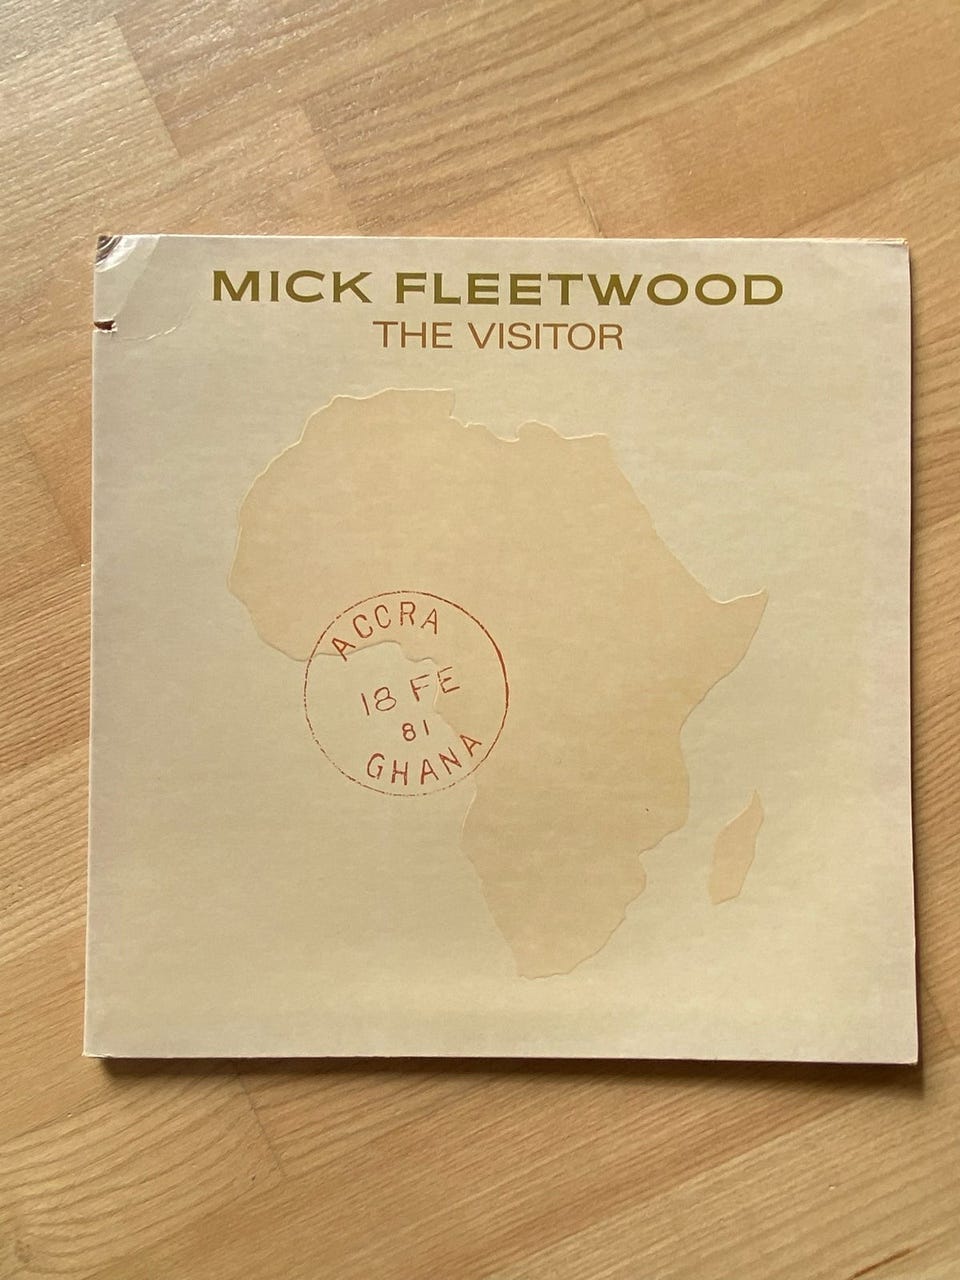 MICK FLEETWOOD
THE VISITOR
ACCRA
18 FE
81
GHANA